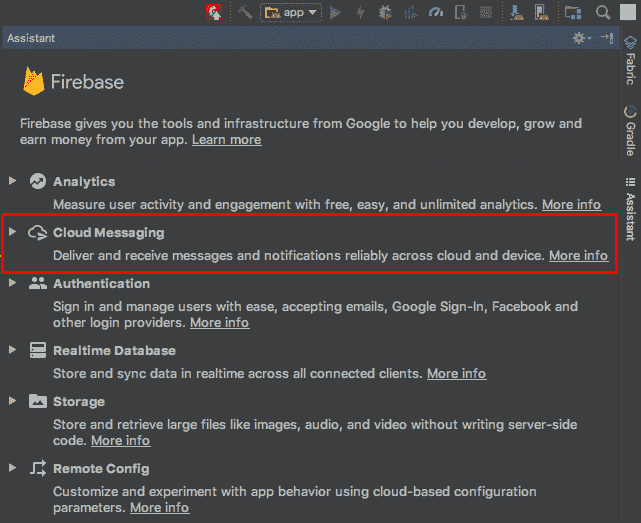 app
Assistant
Firebase
Firebase gives you the tools and infrastructure from Google to help you develop, grow and
earn money from your app. Learn more
Analytics
Measure user activity and engagement with free, easy, and unlimited analytics. More info
Cloud Messaging
Deliver and receive messages and notifications reliably across cloud and device. More info
Authentication
Sign in and manage users with ease, accepting emails, Google Sign-In, Facebook and
other login providers. More info
Realtime Database
Store and sync data in realtime across all connected clients. More info
Storage
Store and retrieve large files like images, audio, and video without writing server-side
code. More info
Remote Config
Customize and experiment with app behavior using cloud-based configuration
parameters. More info
Fabric
Gradle
Assistant